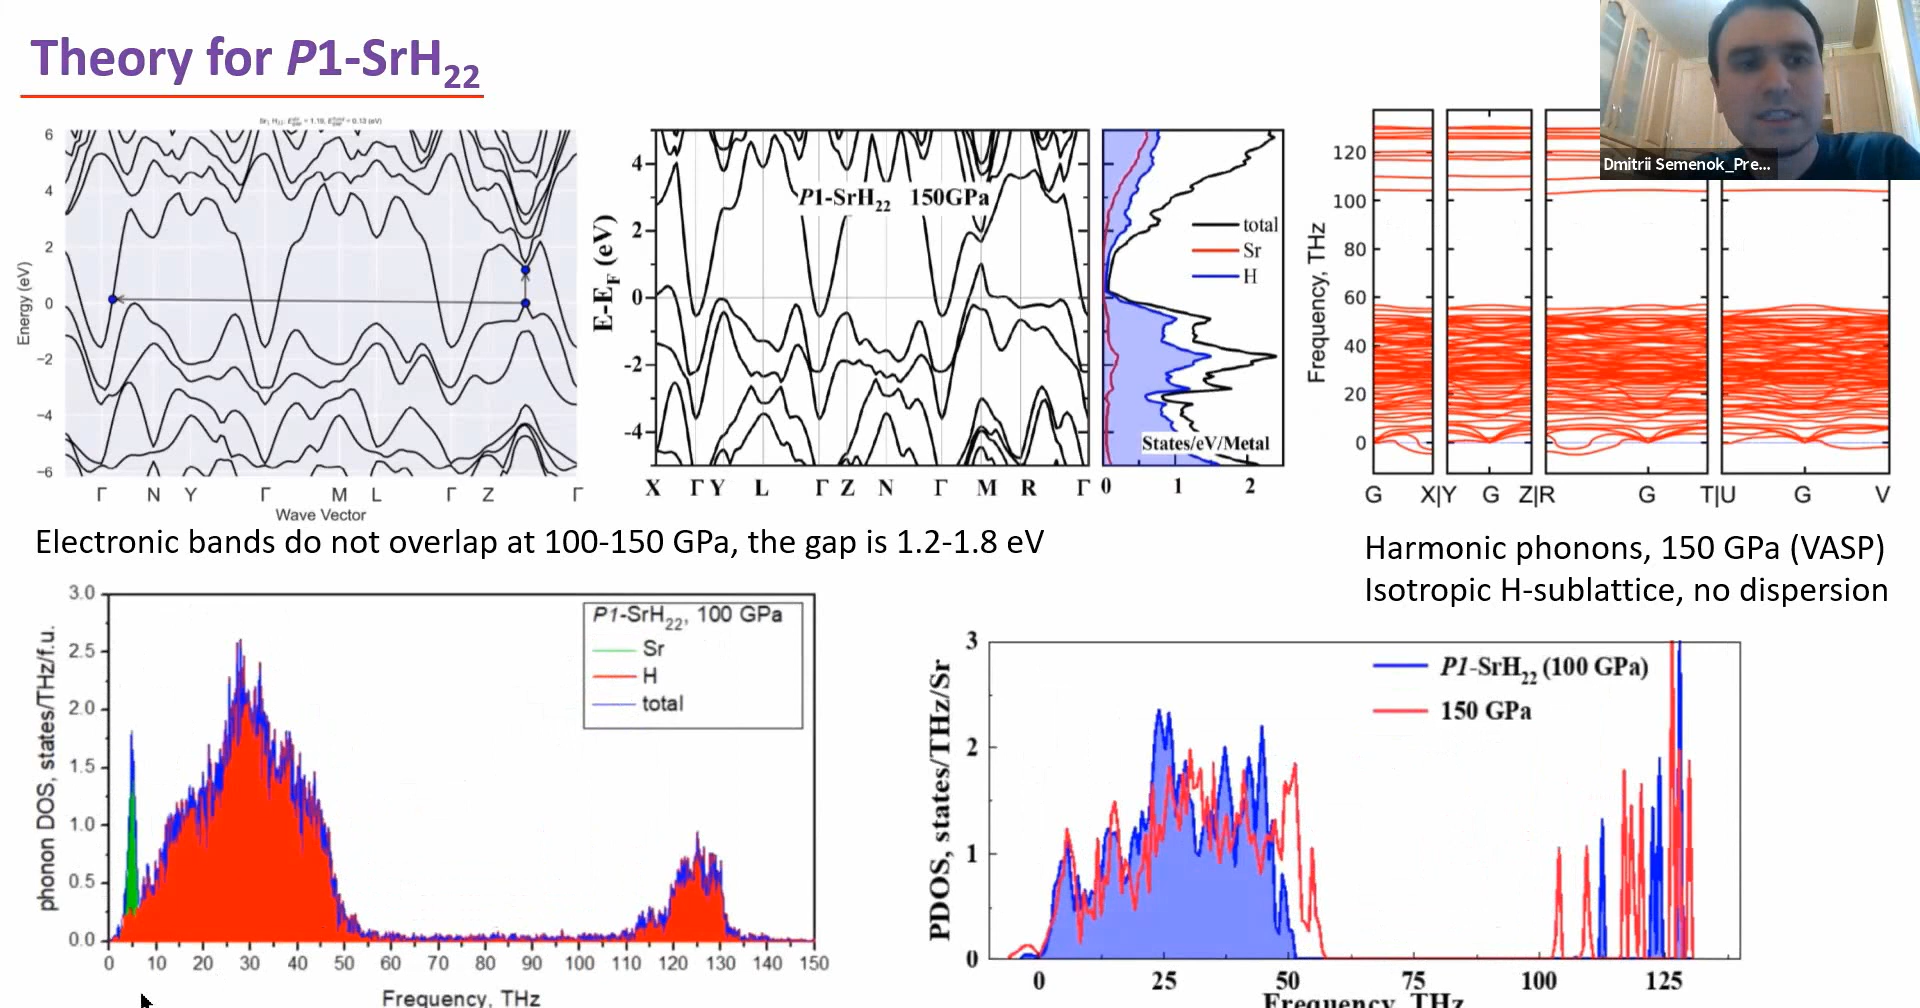 Theory for P1-SrH22
Dmitrii Semenok_Pre...
Sr1 H22: E = 1.19, E = 0.13 (eV)
Energy (eV)
6
4
2
0
−2
−4
−6
Γ N Y Γ M L Γ Z Γ
Wave Vector
E-EF (eV)
4
2
0
-2
-4
P1-SrH22 150GPa
X Γ Y L Γ Z N Γ M R Γ
total
Sr
H
States/eV/Metal
0 1 2
Frequency, THz
120
100
80
60
40
20
0
G X|Y G Z|R G T|U G V
Electronic bands do not overlap at 100-150 GPa, the gap is 1.2-1.8 eV
Harmonic phonons, 150 GPa (VASP)
Isotropic H-sublattice, no dispersion
phonon DOS, states/THz/f.u.
3.0
2.5
2.0
1.5
1.0
0.5
0.0
P1-SrH22, 100 GPa
Sr
H
total
0 10 20 30 40 50 60 70 80 90 100 110 120 130 140 150
Frequency, THz
PDOS, states/THz/Sr
3
2
1
0
P1-SrH22 (100 GPa)
150 GPa
0 25 50 75 100 125
Frequency, THz